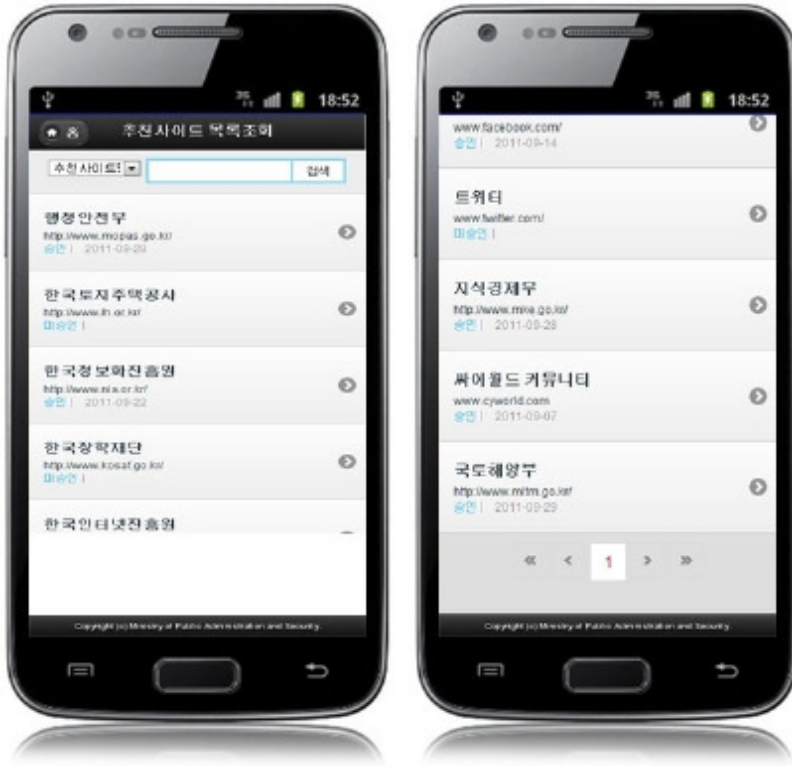 18:52
추천사이트 목록조회
추천사이트명
검색
행정안전부
http://www.mopas.go.kr/
승인 | 2011-09-29
한국토지주택공사
http://www.lh.or.kr/
미승인 |
한국정보화진흥원
http://www.nia.or.kr/
승인 | 2011-09-22
한국장학재단
http://www.kosaf.go.kr/
미승인 |
한국인터넷진흥원
Copyright (c) Ministry of Public Administration and Security.
18:52
www.facebook.com/
승인 | 2011-09-14
트위터
www.twitter.com/
미승인 |
지식경제부
http://www.mke.go.kr/
승인 | 2011-09-28
싸이월드 커뮤니티
www.cyworld.com
승인 | 2011-09-07
국토해양부
http://www.mltm.go.kr/
승인 | 2011-09-29
« < 1 > »
Copyright (c) Ministry of Public Administration and Security.